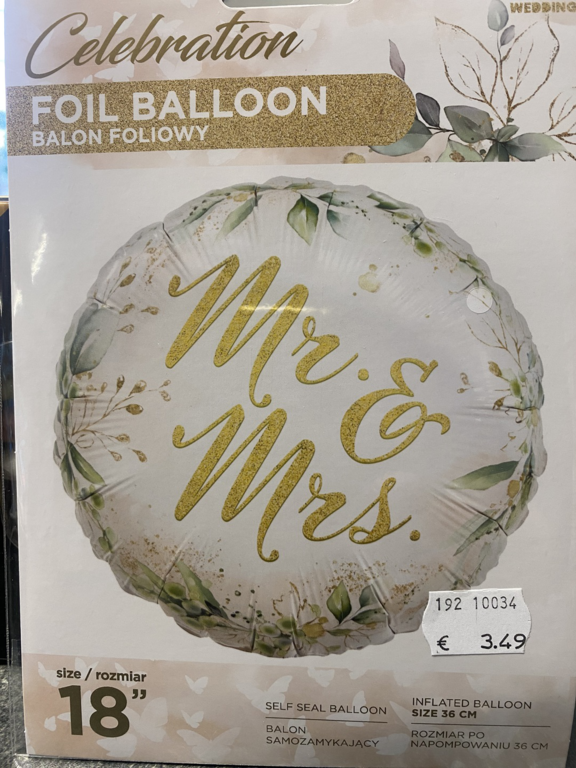 WEDDING
Celebration
FOIL BALLOON
BALON FOLIOWY
Mr. &
Mrs.
192 10034
€ 3.49
size / rozmiar
18”
SELF SEAL BALLOON
BALON
SAMOZAMYKAJĄCY
INFLATED BALLOON
SIZE 36 CM
ROZMIAR PO
NAPOMPOWANIU 36 CM